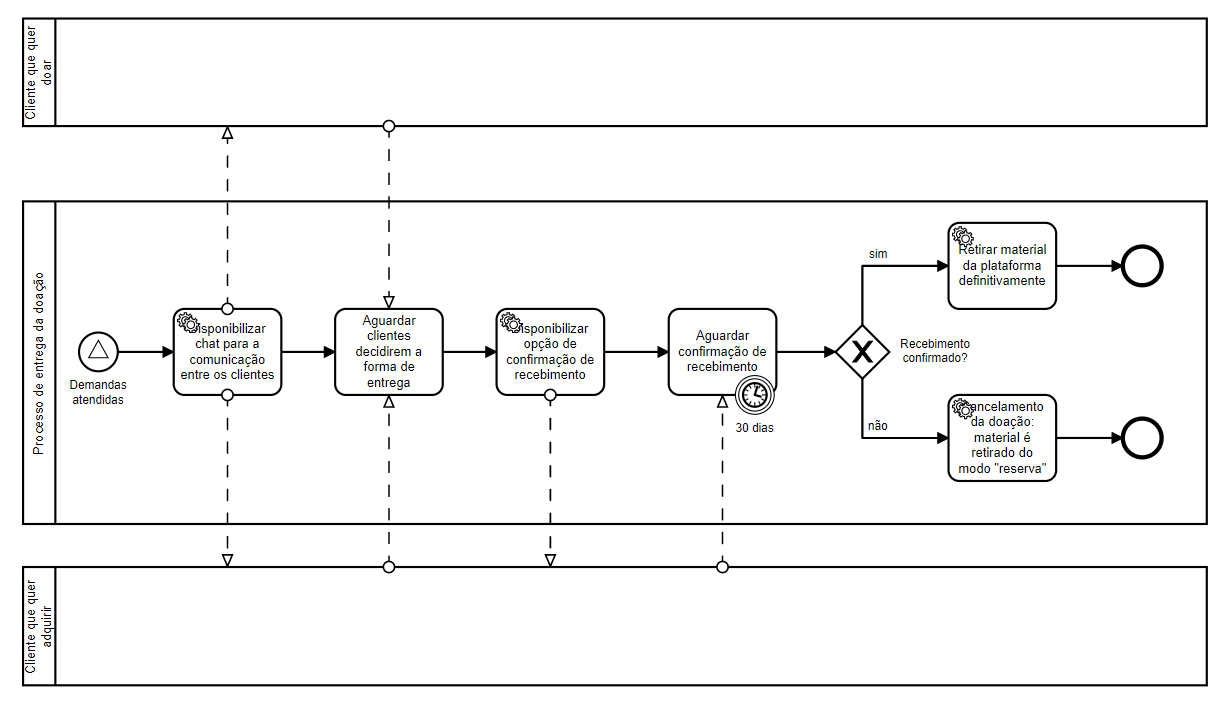 Cliente que quer
doar
Processo de entrega da doação
Demandas
atendidas
Disponibilizar
chat para a
comunicação
entre os clientes
Aguardar
clientes
decidirem a
forma de
entrega
Disponibilizar
opção de
confirmação de
recebimento
Aguardar
confirmação de
recebimento
30 dias
Recebimento
confirmado?
sim
Retirar material
da plataforma
definitivamente
não
Cancelamento
da doação:
material é
retirado do
modo "reserva"
Cliente que quer
adquirir